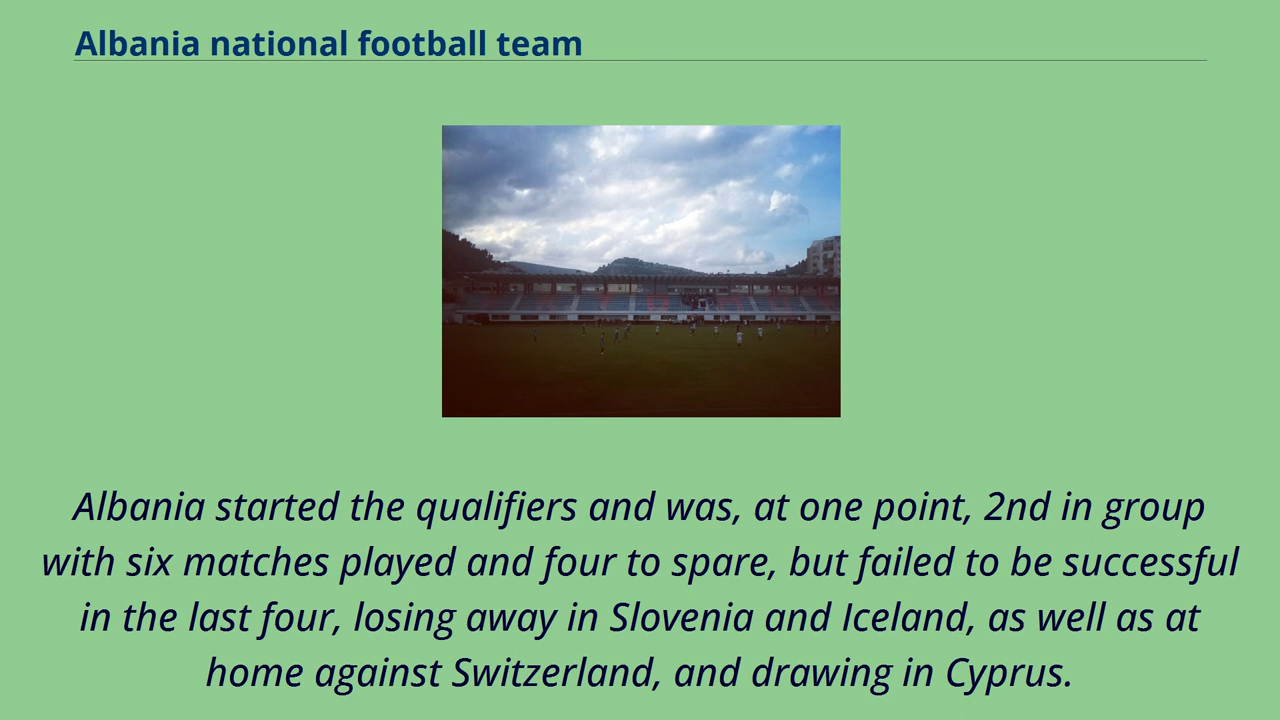 Albania national football team
Albania started the qualifiers and was, at one point, 2nd in group
with six matches played and four to spare, but failed to be successful
in the last four, losing away in Slovenia and Iceland, as well as at
home against Switzerland, and drawing in Cyprus.